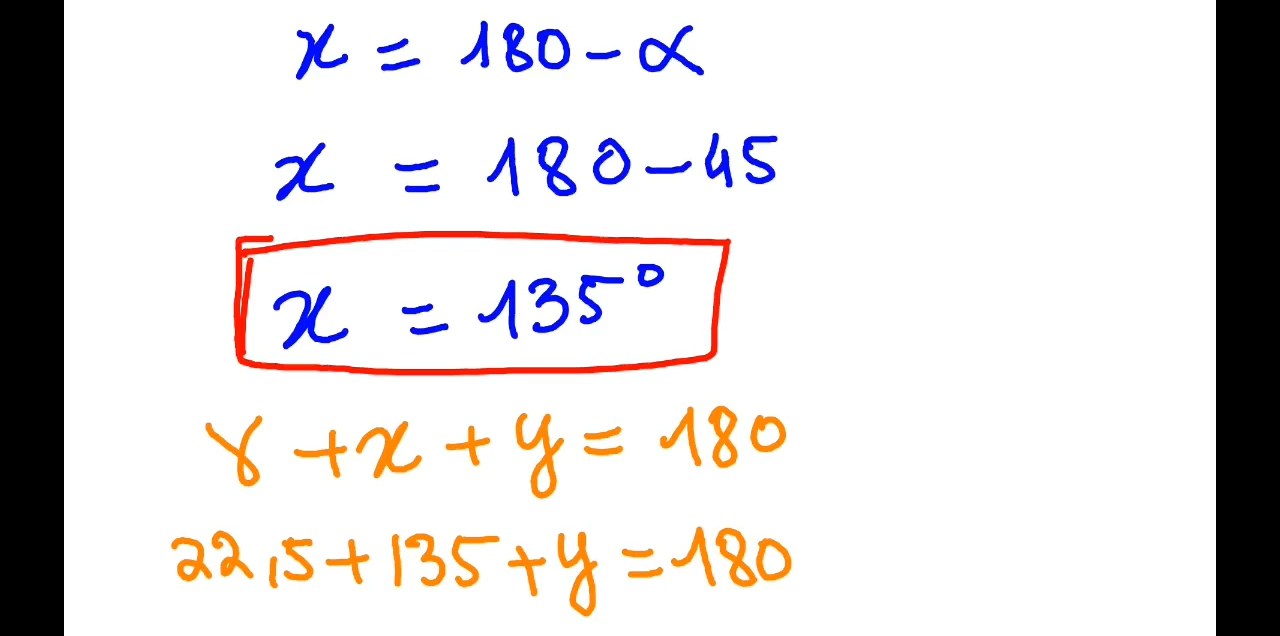 x = 180 - α
x = 180 - 45
x = 135°
γ + x + y = 180
22,5 + 135 + y = 180